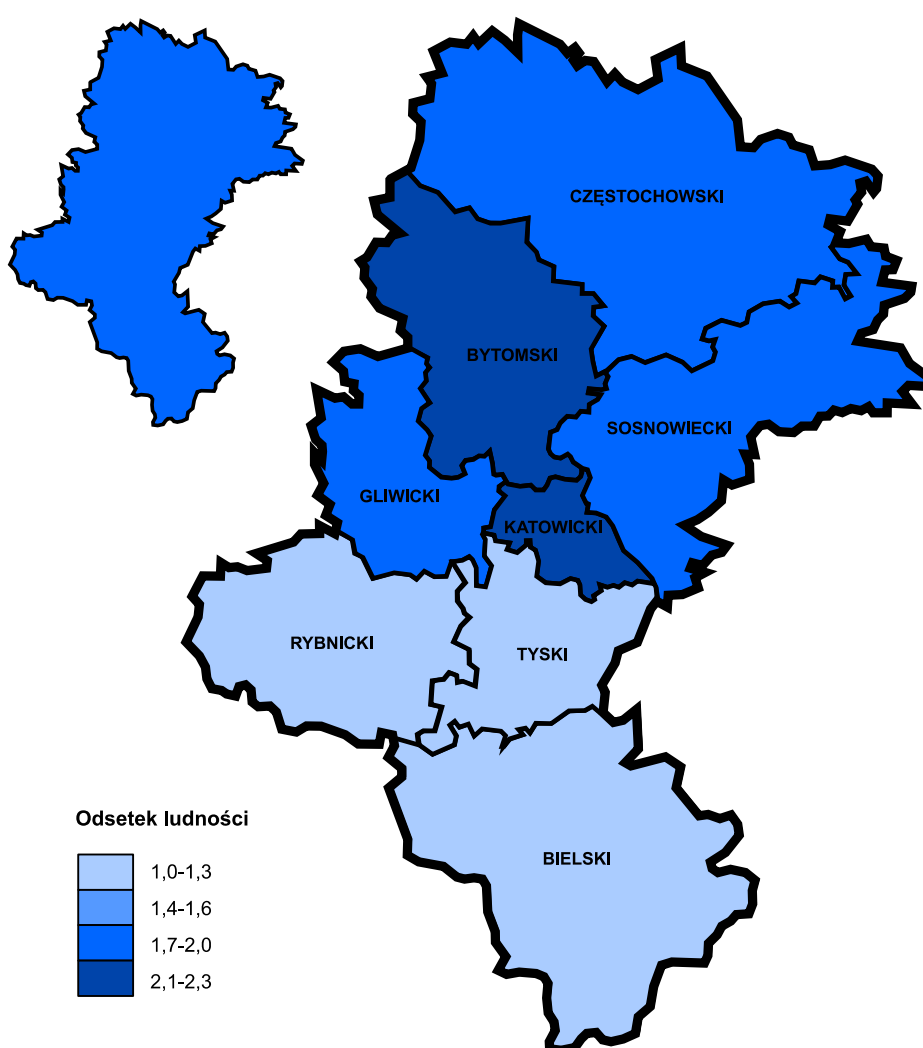 CZĘSTOCHOWSKI
BYTOMSKI
SOSNOWIECKI
GLIWICKI
KATOWICKI
RYBNICKI
TYSKI
BIELSKI
Odsetek ludności
1,0-1,3
1,4-1,6
1,7-2,0
2,1-2,3